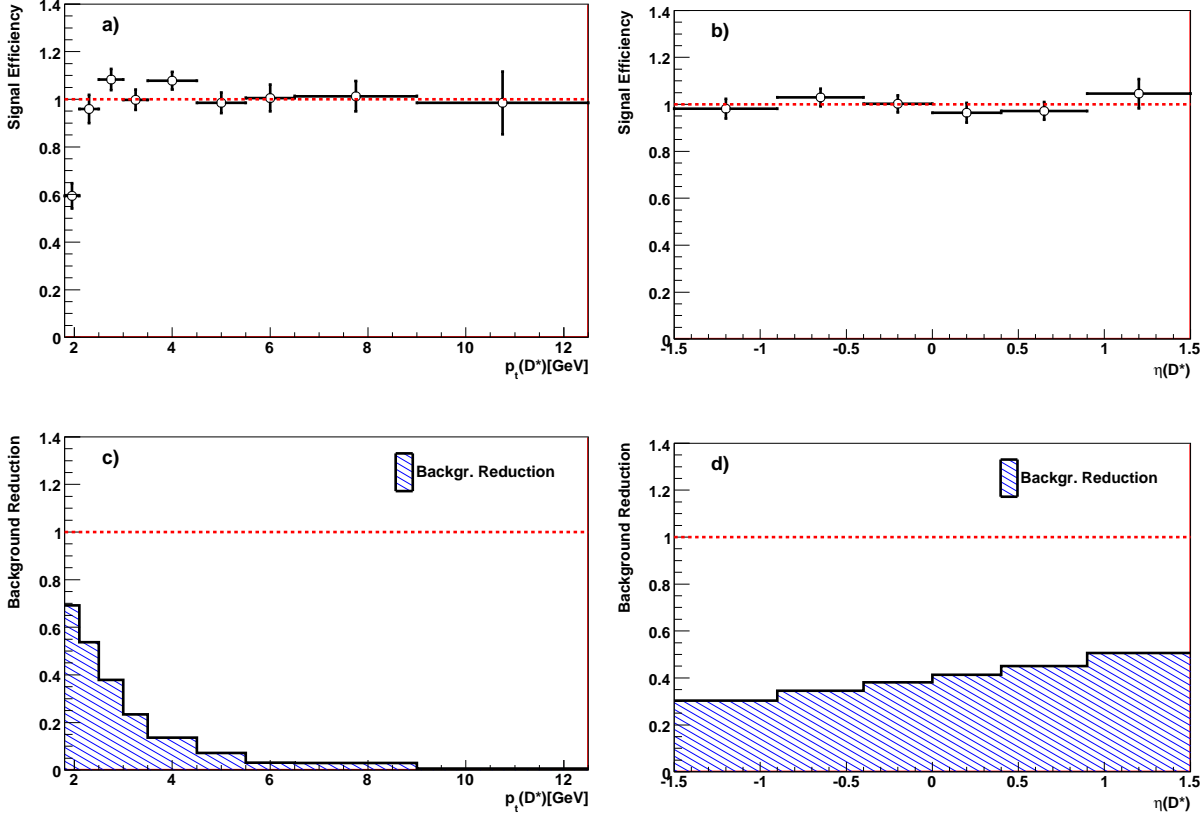 a)
Signal Efficiency
1.4
1.2
1
0.8
0.6
0.4
0.2
0
2 4 6 8 10 12
p_t(D*)[GeV]
b)
Signal Efficiency
1.4
1.2
1
0.8
0.6
0.4
0.2
0
-1.5 -1 -0.5 0 0.5 1 1.5
η(D*)
c)
Background Reduction
1.4
1.2
1
0.8
0.6
0.4
0.2
0
Backgr. Reduction
2 4 6 8 10 12
p_t(D*)[GeV]
d)
Background Reduction
1.4
1.2
1
0.8
0.6
0.4
0.2
0
Backgr. Reduction
-1.5 -1 -0.5 0 0.5 1 1.5
η(D*)